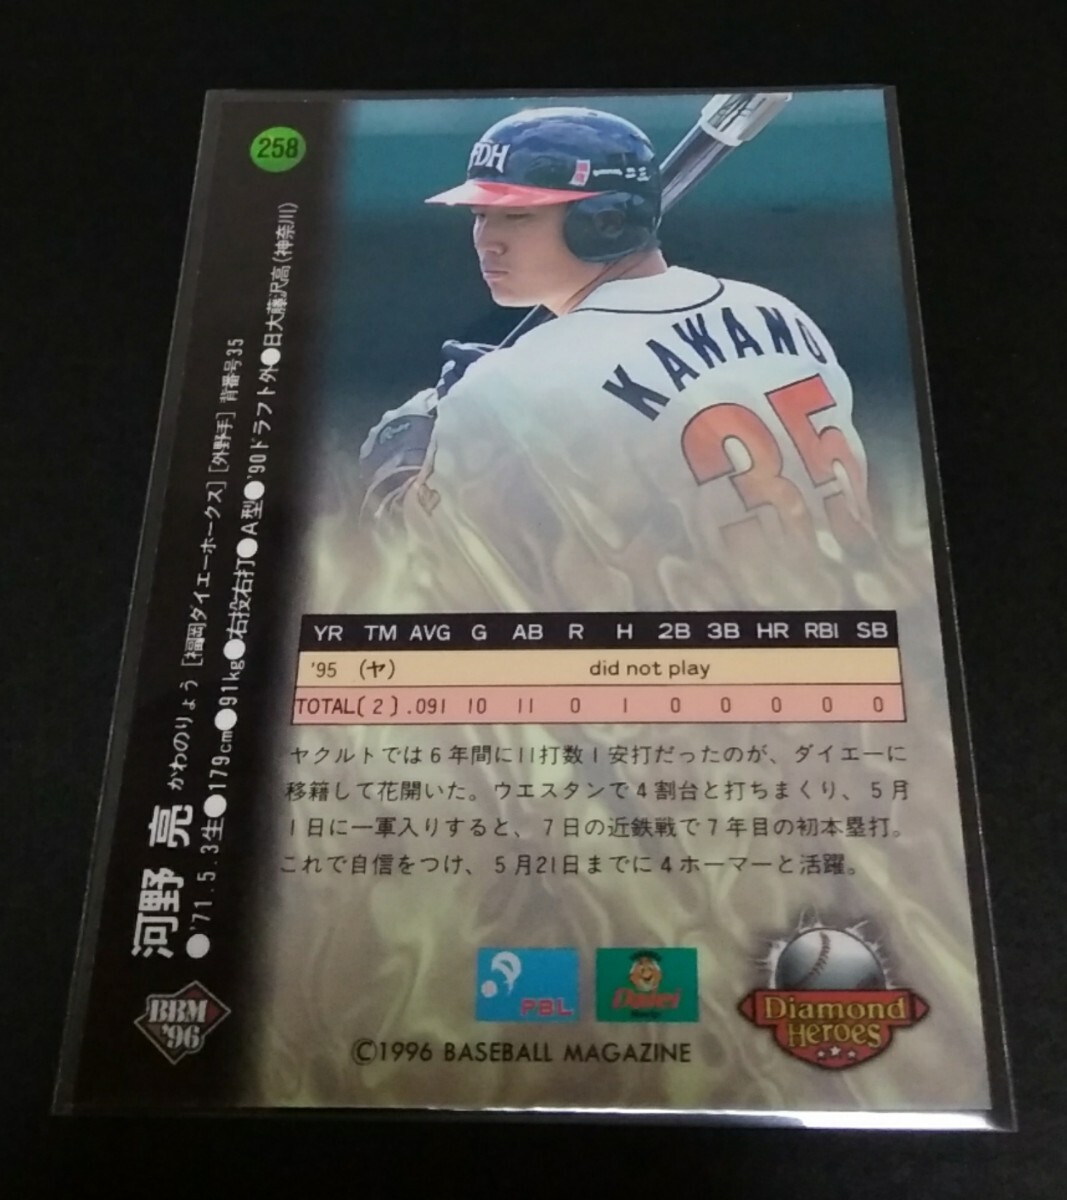 258
河野 亮 かわのりょう [福岡ダイエーホークス] [外野手] 背番号35
●'71.5.3生●179cm●91kg●右投右打●A型●'90ドラフト外●日大藤沢高(神奈川)
FDH
KAWANO
35
YR TM AVG G AB R H 2B 3B HR RBI SB
'95 (ヤ) did not play
TOTAL(2) .091 10 11 0 1 0 0 0 0 0
ヤクルトでは6年間に11打数1安打だったのが、ダイエーに
移籍して花開いた。ウエスタンで4割台と打ちまくり、5月
1日に一軍入りすると、7日の近鉄戦で7年目の初本塁打。
これで自信をつけ、5月21日までに4ホーマーと活躍。
BBM
'96
PBL
Daiei
Diamond
Heroes
©1996 BASEBALL MAGAZINE